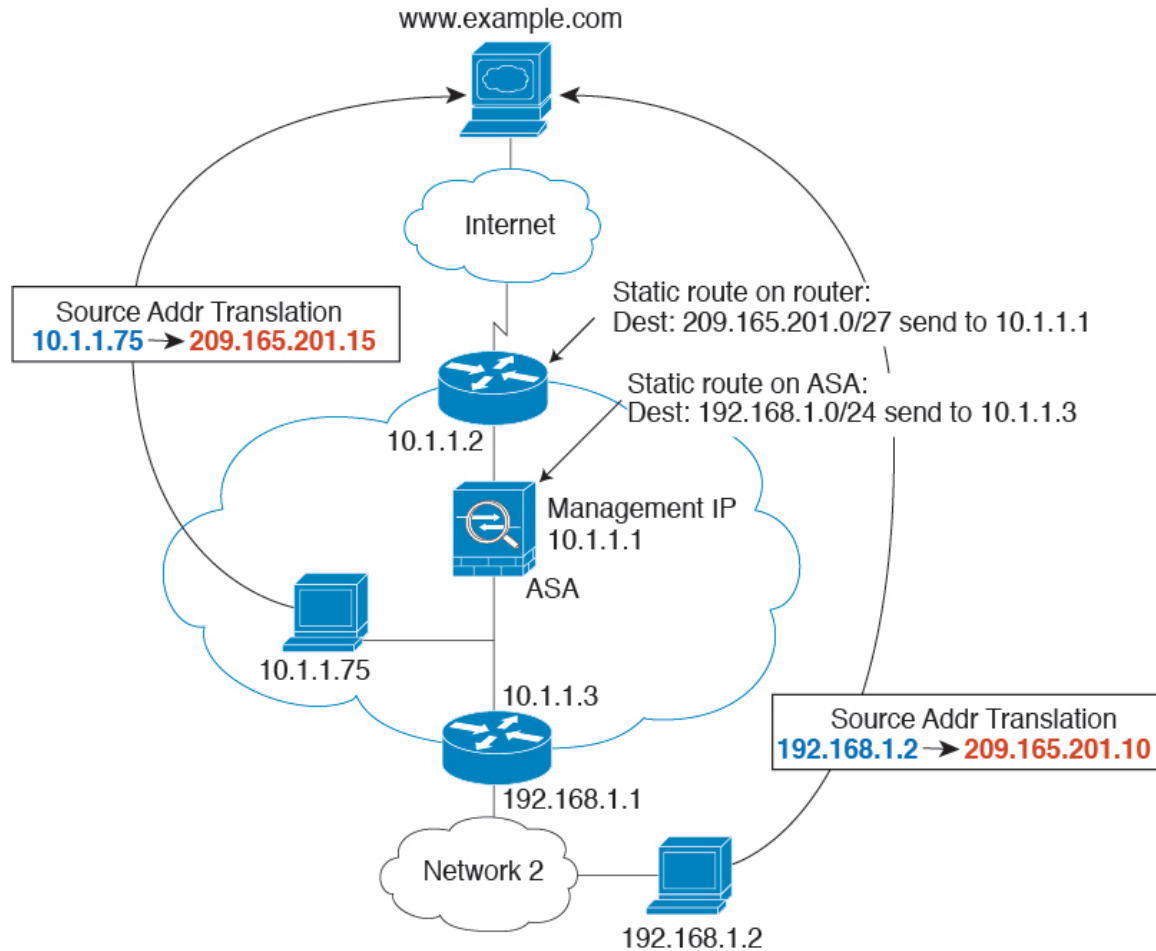 www.example.com
Internet
Source Addr Translation
10.1.1.75 → 209.165.201.15
Static route on router:
Dest: 209.165.201.0/27 send to 10.1.1.1
Static route on ASA:
Dest: 192.168.1.0/24 send to 10.1.1.3
10.1.1.2
Management IP
10.1.1.1
ASA
10.1.1.75
10.1.1.3
Source Addr Translation
192.168.1.2 → 209.165.201.10
192.168.1.1
Network 2
192.168.1.2